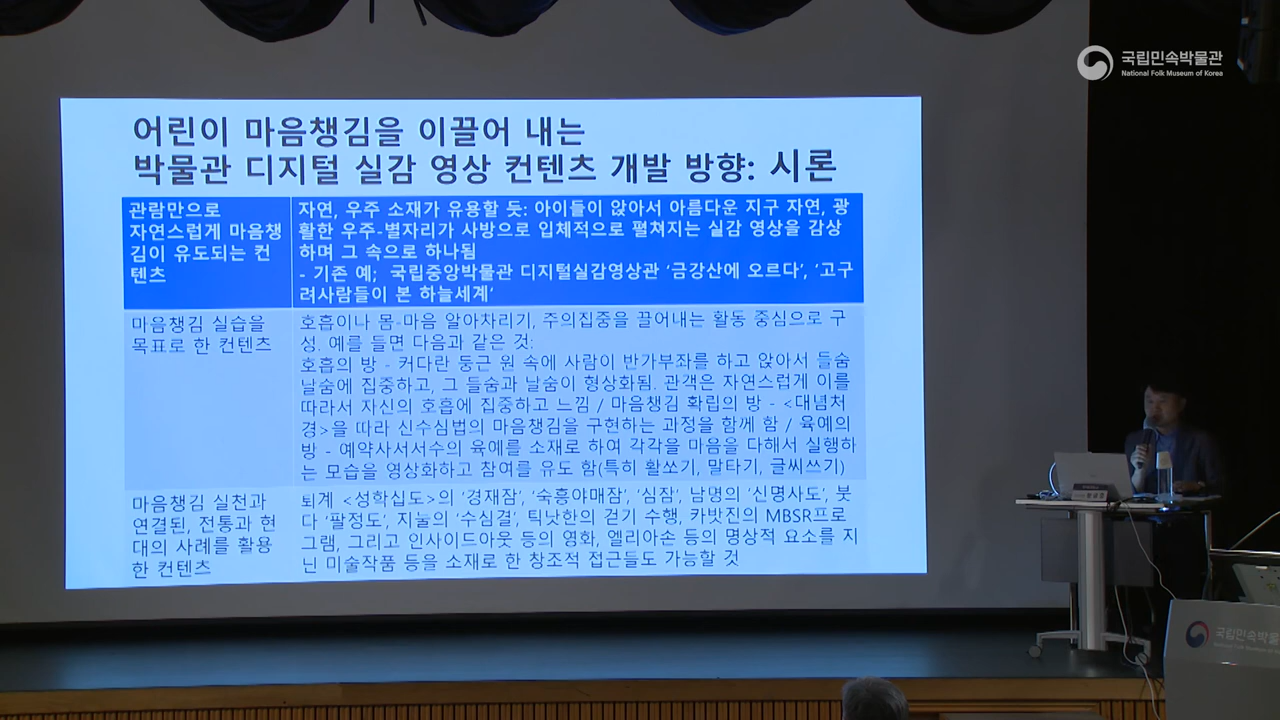 국립민속박물관
National Folk Museum of Korea
어린이 마음챙김을 이끌어 내는
박물관 디지털 실감 영상 컨텐츠 개발 방향: 시론
관람만으로
자연스럽게 마음챙
김이 유도되는 컨
텐츠
자연, 우주 소재가 유용할 듯: 아이들이 앉아서 아름다운 지구 자연, 광
활한 우주-별자리가 사방으로 입체적으로 펼쳐지는 실감 영상을 감상
하며 그 속으로 하나됨
- 기존 예; 국립중앙박물관 디지털실감영상관 ‘금강산에 오르다’, ‘고구
려사람들이 본 하늘세계’
마음챙김 실습을
목표로 한 컨텐츠
호흡이나 몸-마음 알아차리기, 주의집중을 끌어내는 활동 중심으로 구
성. 예를 들면 다음과 같은 것:
호흡의 방 - 커다란 둥근 원 속에 사람이 반가부좌를 하고 앉아서 들숨
날숨에 집중하고, 그 들숨과 날숨이 형상화됨. 관객은 자연스럽게 이를
따라서 자신의 호흡에 집중하고 느낌 / 마음챙김 확립의 방 - <대념처
경>을 따라 신수심법의 마음챙김을 구현하는 과정을 함께 함 / 육예의
방 - 예악사서서수의 육예를 소재로 하여 각각을 마음을 다해서 실행하
는 모습을 영상화하고 참여를 유도 함(특히 활쏘기, 말타기, 글씨쓰기)
마음챙김 실천과
연결된, 전통과 현
대의 사례를 활용
한 컨텐츠
퇴계 <성학십도>의 ‘경재잠’, ‘숙흥야매잠’, ‘심잠’, 남명의 ‘신명사도’, 붓
다 ‘팔정도’, 지눌의 ‘수심결’, 틱낫한의 걷기 수행, 카밧진의 MBSR프로
그램, 그리고 인사이드아웃 등의 영화, 엘리아손 등의 명상적 요소를 지
닌 미술작품 등을 소재로 한 창조적 접근들도 가능할 것
국립민속박물